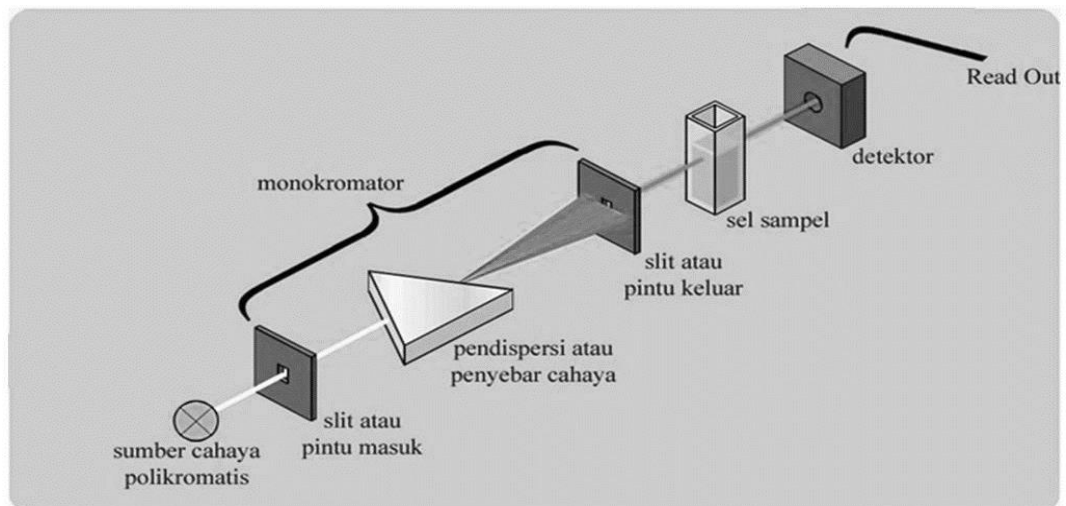 Read Out
detektor
monokromator
sel sampel
slit atau
pintu keluar
pendispersi atau
penyebar cahaya
slit atau
pintu masuk
sumber cahaya
polikromatis